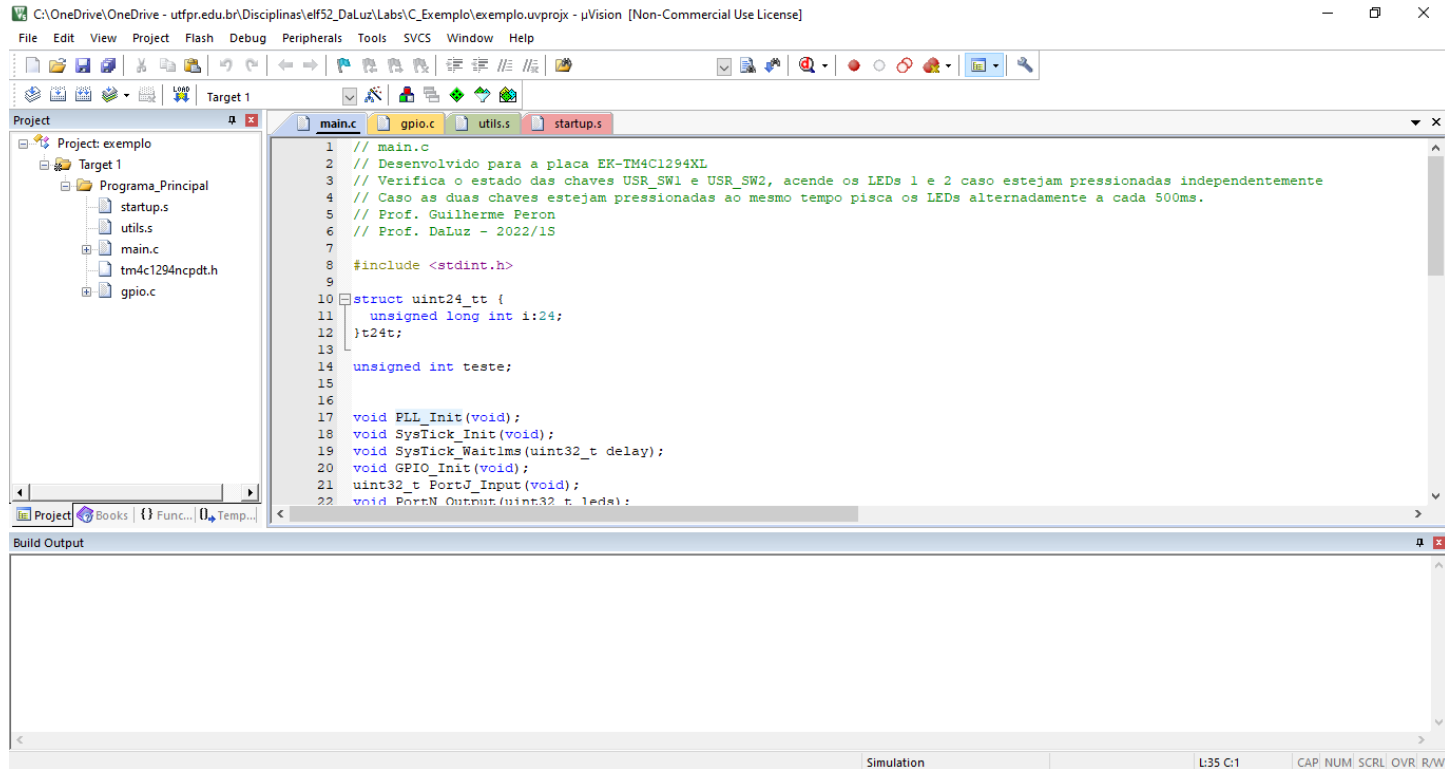 C:\OneDrive\OneDrive - utfpr.edu.br\Disciplinas\elf52_DaLuz\Labs\C_Exemplo\exemplo.uvprojx - µVision [Non-Commercial Use License]
File Edit View Project Flash Debug Peripherals Tools SVCS Window Help
LOAD Target 1
Project
Project: exemplo
Target 1
Programa_Principal
startup.s
utils.s
main.c
tm4c1294ncpdt.h
gpio.c
Project Books {} Func... Temp...
main.c gpio.c utils.s startup.s
1 // main.c
2 // Desenvolvido para a placa EK-TM4C1294XL
3 // Verifica o estado das chaves USR_SW1 e USR_SW2, acende os LEDs 1 e 2 caso estejam pressionadas independentemente
4 // Caso as duas chaves estejam pressionadas ao mesmo tempo pisca os LEDs alternadamente a cada 500ms.
5 // Prof. Guilherme Peron
6 // Prof. DaLuz - 2022/1S
7
8 #include <stdint.h>
9
10 struct uint24_tt {
11 unsigned long int i:24;
12 }t24t;
13
14 unsigned int teste;
15
16
17 void PLL_Init(void);
18 void SysTick_Init(void);
19 void SysTick_Wait1ms(uint32_t delay);
20 void GPIO_Init(void);
21 uint32_t PortJ_Input(void);
22 void PortN_Output(uint32_t leds);
Build Output
Simulation L:35 C:1 CAP NUM SCRL OVR R/W